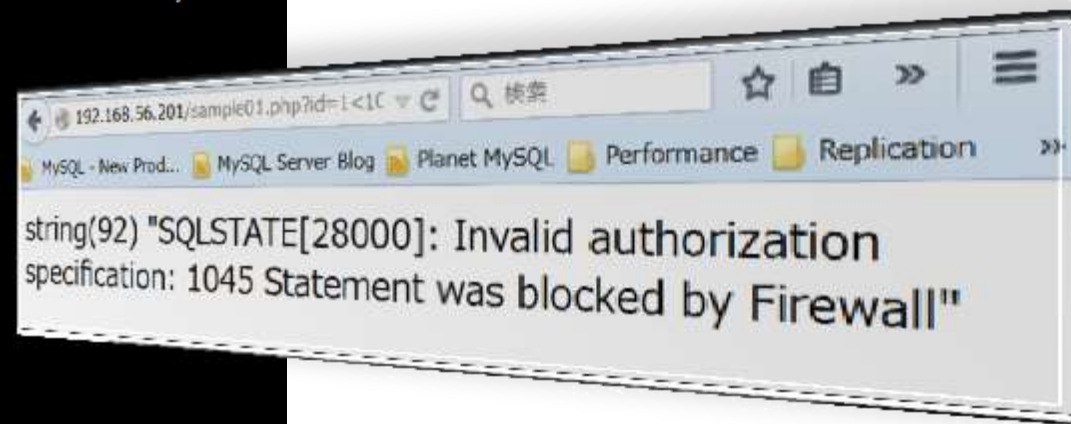 192.168.56.201/sample01.php?id=1<10
検索
MySQL - New Prod... MySQL Server Blog Planet MySQL Performance Replication
string(92) "SQLSTATE[28000]: Invalid authorization
specification: 1045 Statement was blocked by Firewall"